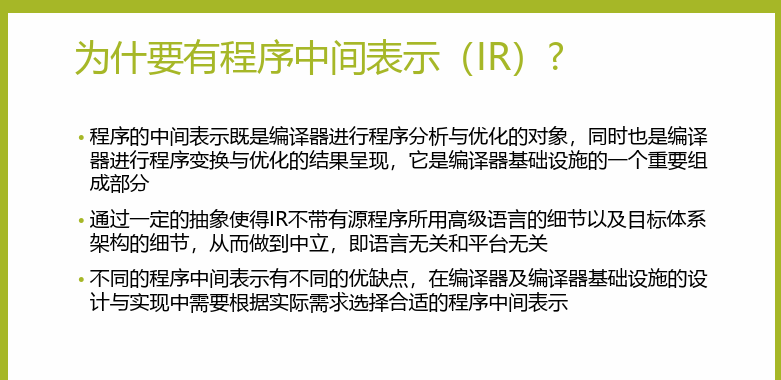 为什要有程序中间表示（IR）?
• 程序的中间表示既是编译器进行程序分析与优化的对象，同时也是编译
器进行程序变换与优化的结果呈现，它是编译器基础设施的一个重要组
成部分
• 通过一定的抽象使得IR不带有源程序所用高级语言的细节以及目标体系
架构的细节，从而做到中立，即语言无关和平台无关
• 不同的程序中间表示有不同的优缺点，在编译器及编译器基础设施的设
计与实现中需要根据实际需求选择合适的程序中间表示